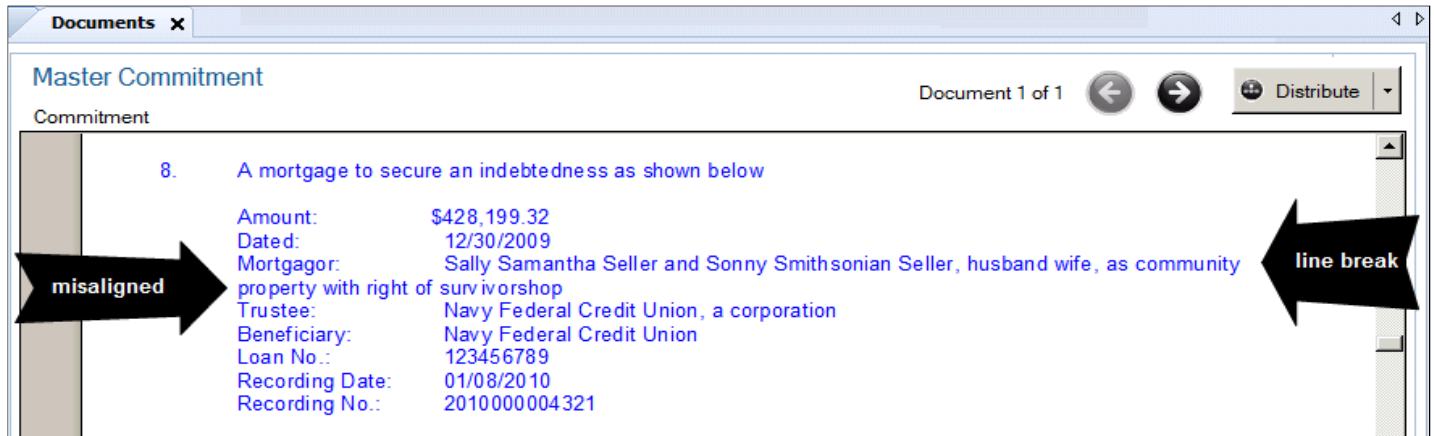 Documents x
Master Commitment
Document 1 of 1
Distribute
Commitment
8. A mortgage to secure an indebtedness as shown below
Amount: $428,199.32
Dated: 12/30/2009
Mortgagor: Sally Samantha Seller and Sonny Smithsonian Seller, husband wife, as community
property with right of survivorshop
Trustee: Navy Federal Credit Union, a corporation
Beneficiary: Navy Federal Credit Union
Loan No.: 123456789
Recording Date: 01/08/2010
Recording No.: 2010000004321
misaligned
line break